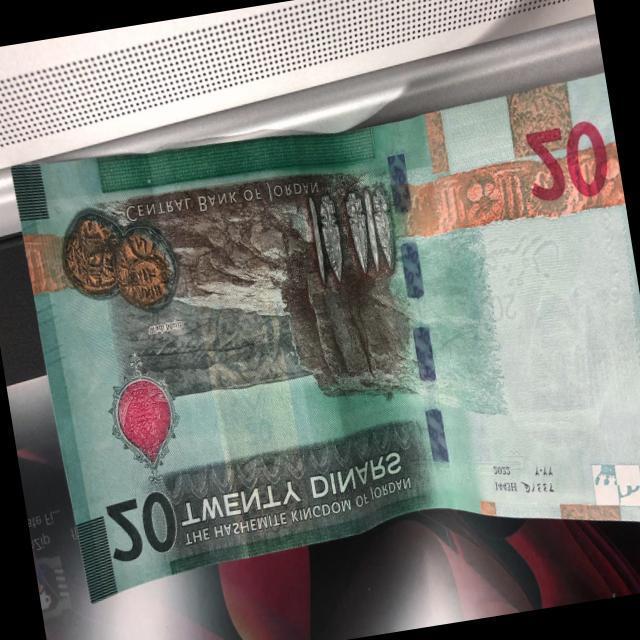 THE HASHEMITE KINGDOM OF JORDAN
20 TWENTY DINARS
2022
CENTRAL BANK OF JORDAN
20